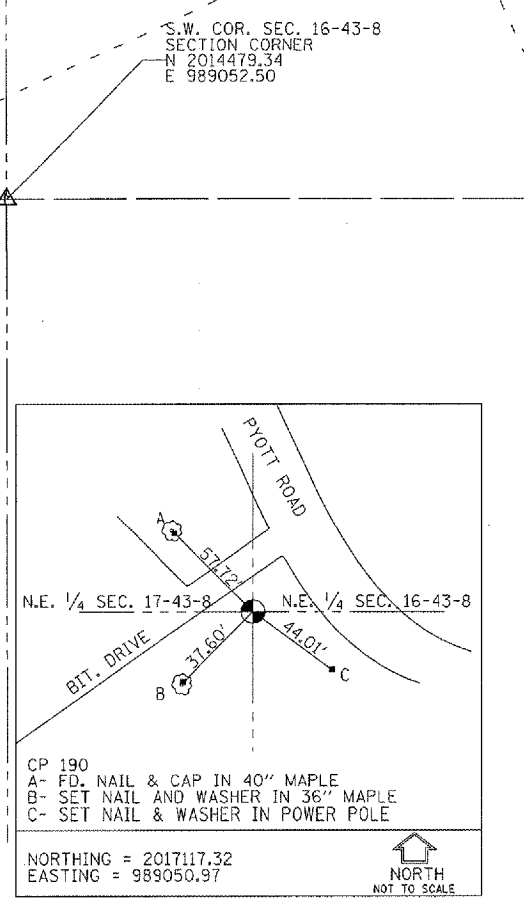 S.W. COR. SEC. 16-43-8
SECTION CORNER
N 2014479.34
E 989052.50
PYOTT ROAD
A
57.72'
N.E. 1/4 SEC. 17-43-8
N.E. 1/4 SEC. 16-43-8
BIT. DRIVE
37.60'
44.01'
B
C
CP 190
A- FD. NAIL & CAP IN 40" MAPLE
B- SET NAIL AND WASHER IN 36" MAPLE
C- SET NAIL & WASHER IN POWER POLE
NORTHING = 2017117.32
EASTING = 989050.97
NORTH
NOT TO SCALE